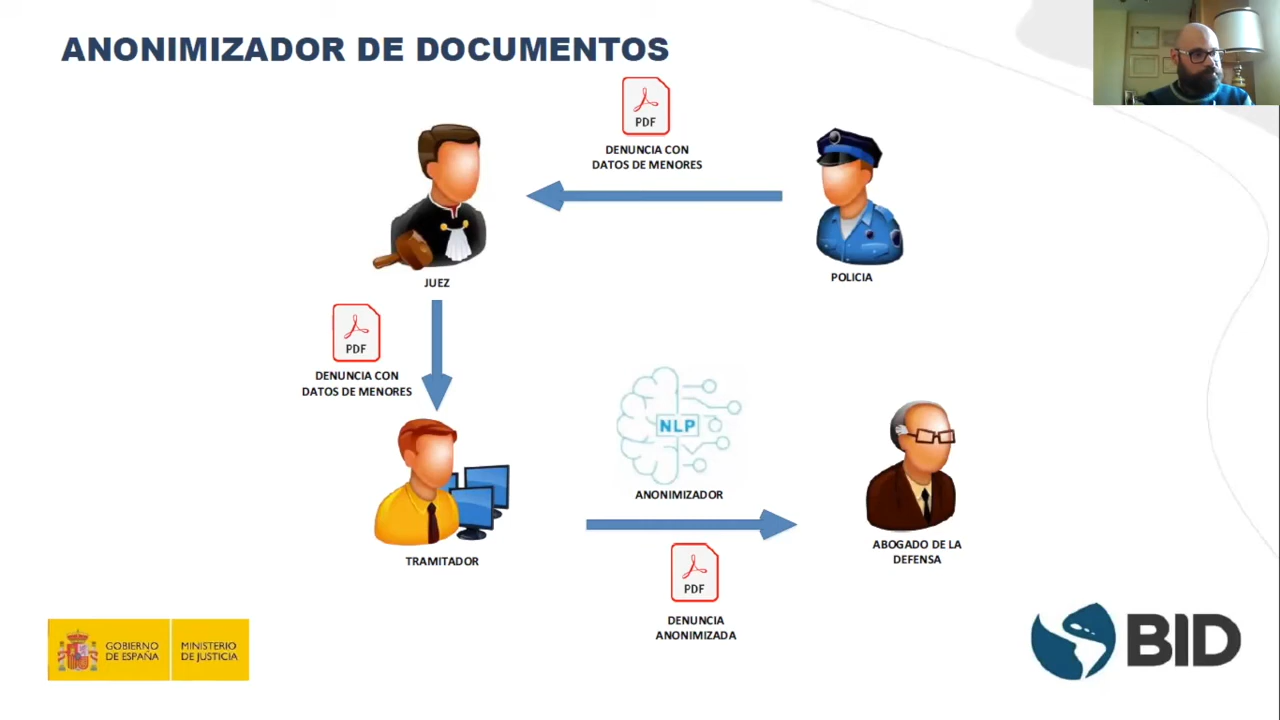 ANONIMIZADOR DE DOCUMENTOS
PDF
DENUNCIA CON
DATOS DE MENORES
JUEZ
POLICIA
PDF
DENUNCIA CON
DATOS DE MENORES
NLP
ANONIMIZADOR
TRAMITADOR
ABOGADO DE LA
DEFENSA
PDF
DENUNCIA
ANONIMIZADA
GOBIERNO
DE ESPAÑA
MINISTERIO
DE JUSTICIA
BID